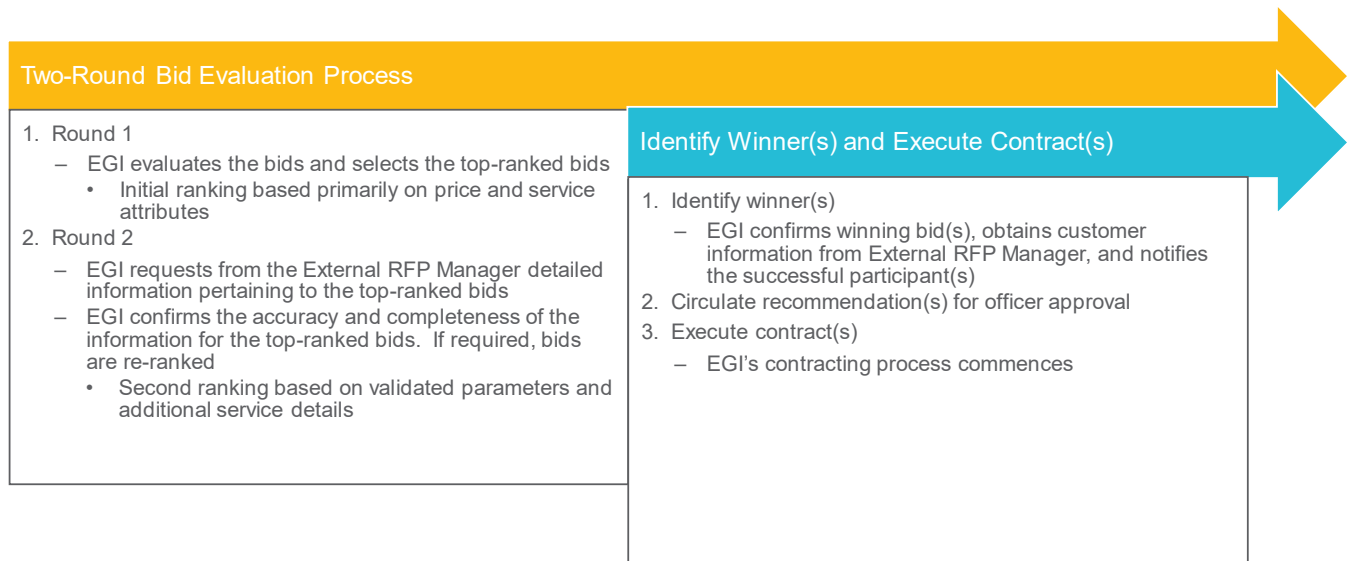 Two-Round Bid Evaluation Process
1. Round 1
– EGI evaluates the bids and selects the top-ranked bids
• Initial ranking based primarily on price and service
attributes
2. Round 2
– EGI requests from the External RFP Manager detailed
information pertaining to the top-ranked bids
– EGI confirms the accuracy and completeness of the
information for the top-ranked bids. If required, bids
are re-ranked
• Second ranking based on validated parameters and
additional service details
Identify Winner(s) and Execute Contract(s)
1. Identify winner(s)
– EGI confirms winning bid(s), obtains customer
information from External RFP Manager, and notifies
the successful participant(s)
2. Circulate recommendation(s) for officer approval
3. Execute contract(s)
– EGI’s contracting process commences